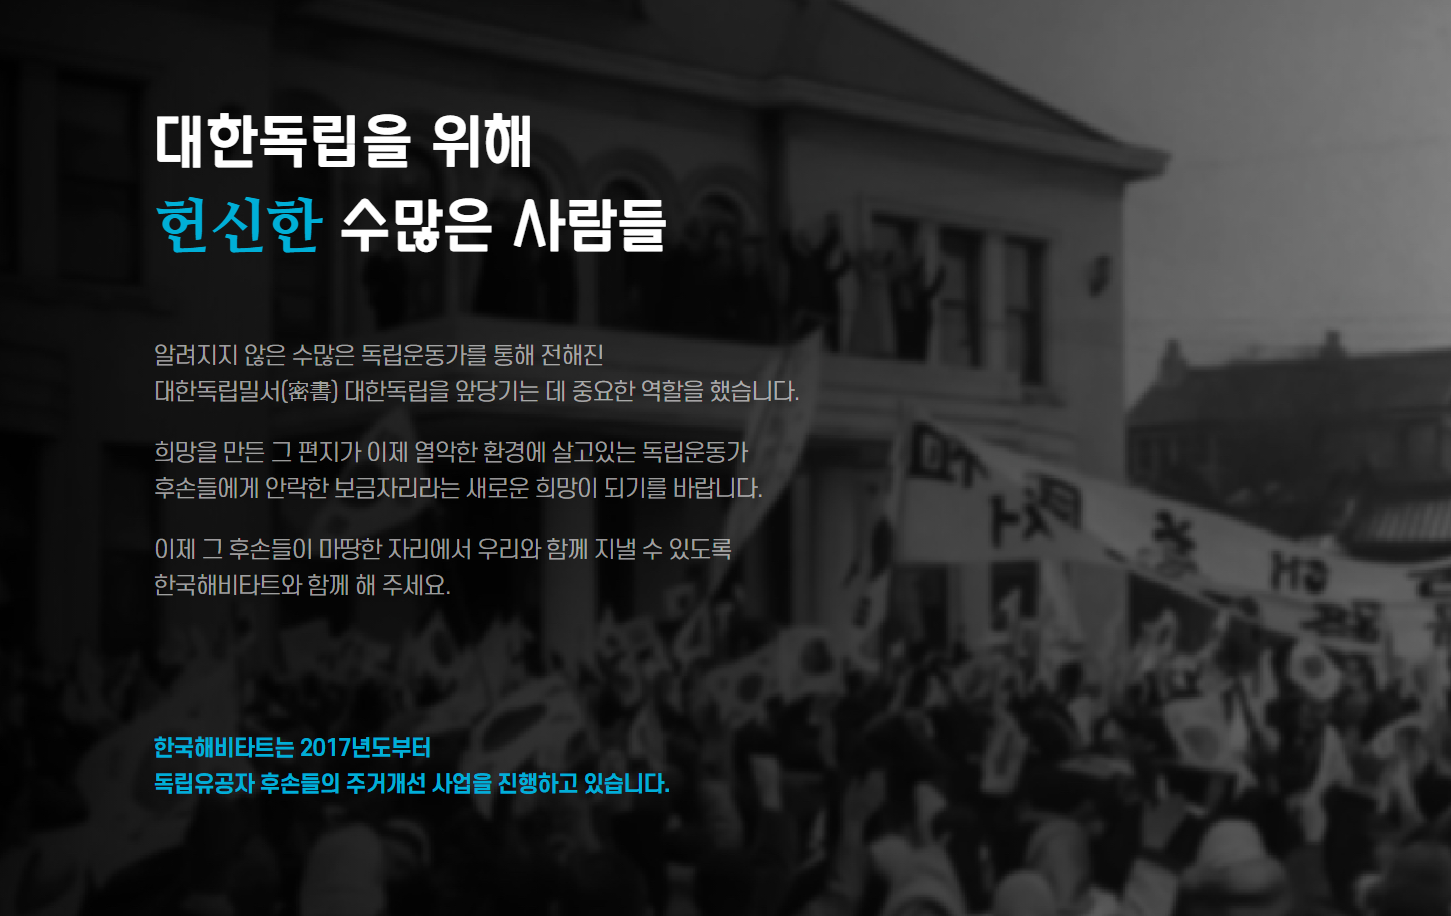 대한독립을 위해
헌신한 수많은 사람들
알려지지 않은 수많은 독립운동가를 통해 전해진
대한독립밀서(密書) 대한독립을 앞당기는 데 중요한 역할을 했습니다.
희망을 만든 그 편지가 이제 열악한 환경에 살고있는 독립운동가
후손들에게 안락한 보금자리라는 새로운 희망이 되기를 바랍니다.
이제 그 후손들이 마땅한 자리에서 우리와 함께 지낼 수 있도록
한국해비타트와 함께 해 주세요.
한국해비타트는 2017년도부터
독립유공자 후손들의 주거개선 사업을 진행하고 있습니다.